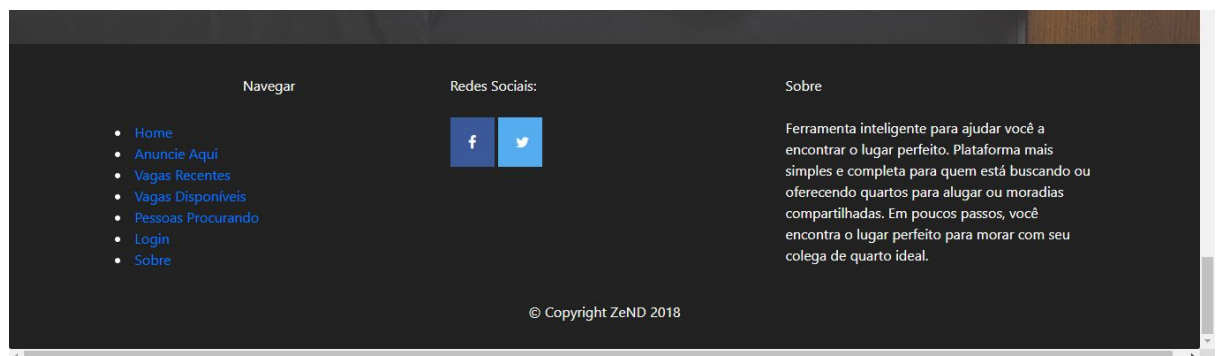 Navegar
Home
Anuncie Aqui
Vagas Recentes
Vagas Disponíveis
Pessoas Procurando
Login
Sobre
Redes Sociais:
Sobre
Ferramenta inteligente para ajudar você a
encontrar o lugar perfeito. Plataforma mais
simples e completa para quem está buscando ou
oferecendo quartos para alugar ou moradias
compartilhadas. Em poucos passos, você
encontra o lugar perfeito para morar com seu
colega de quarto ideal.
© Copyright ZeND 2018